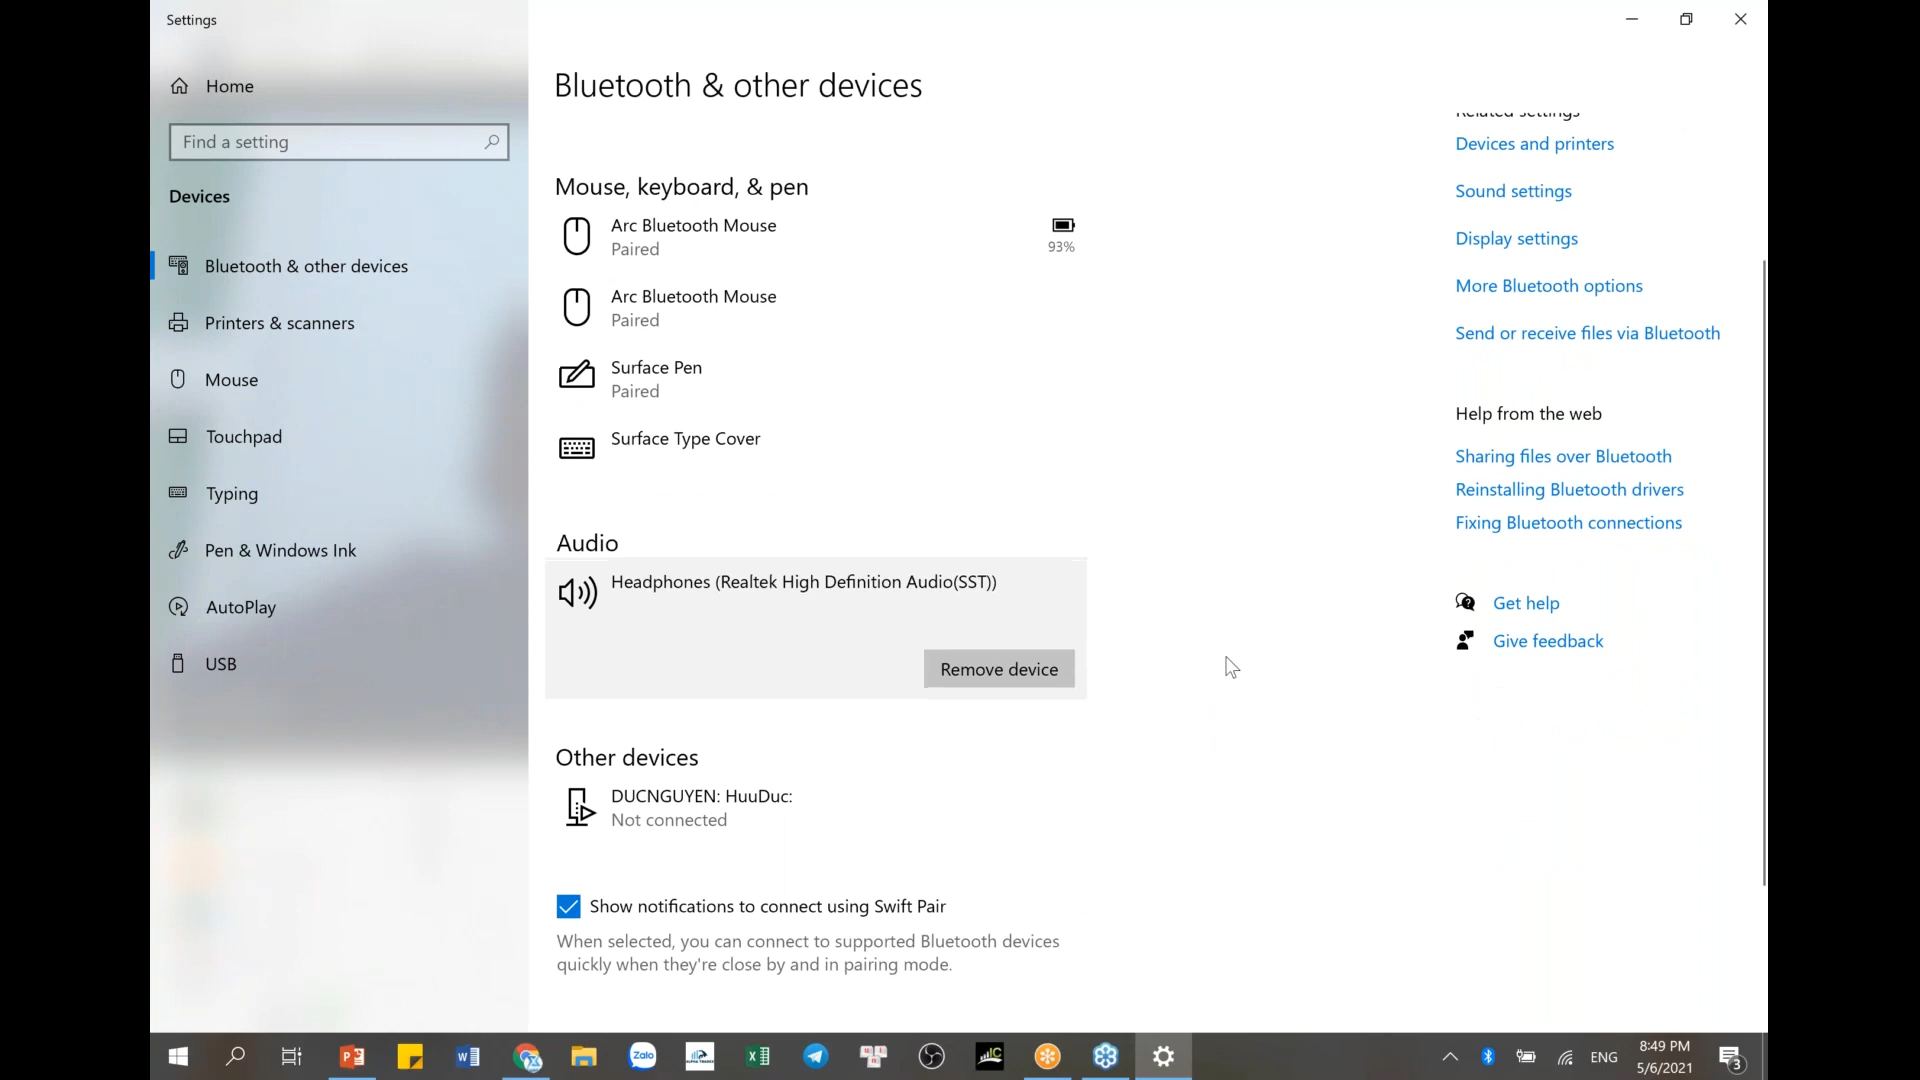 Settings
Home
Find a setting
Devices
Bluetooth & other devices
Printers & scanners
Mouse
Touchpad
Typing
Pen & Windows Ink
AutoPlay
USB
Bluetooth & other devices
Mouse, keyboard, & pen
Arc Bluetooth Mouse
Paired
93%
Arc Bluetooth Mouse
Paired
Surface Pen
Paired
Surface Type Cover
Audio
Headphones (Realtek High Definition Audio(SST))
Remove device
Other devices
DUCNGUYEN: HuuDuc:
Not connected
Show notifications to connect using Swift Pair
When selected, you can connect to supported Bluetooth devices
quickly when they're close by and in pairing mode.
Related settings
Devices and printers
Sound settings
Display settings
More Bluetooth options
Send or receive files via Bluetooth
Help from the web
Sharing files over Bluetooth
Reinstalling Bluetooth drivers
Fixing Bluetooth connections
Get help
Give feedback
Zalo
ENG
8:49 PM
5/6/2021
3